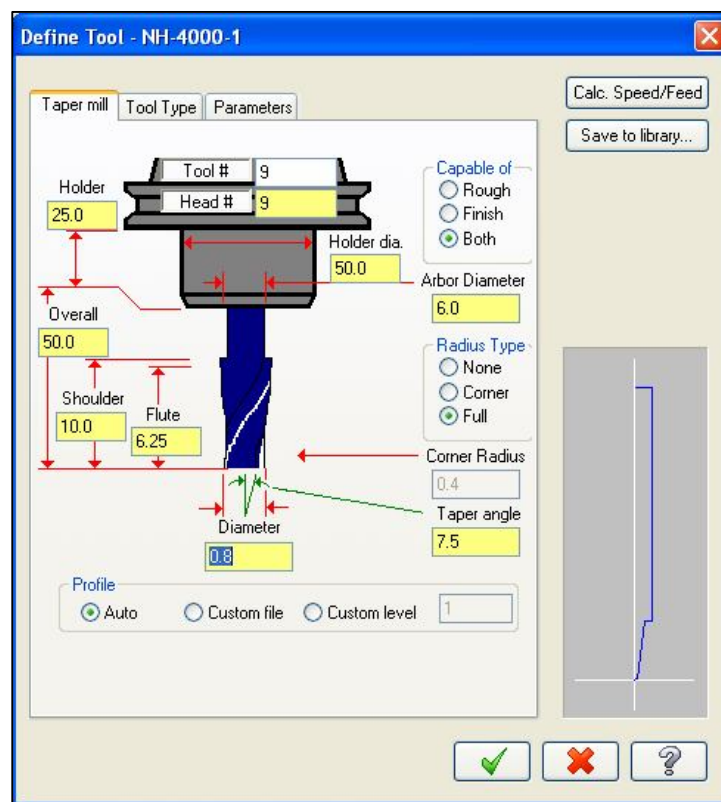 Define Tool - NH-4000-1
Taper mill Tool Type Parameters
Calc. Speed/Feed
Save to library...
Tool # 9
Head # 9
Holder
25.0
Capable of
Rough
Finish
Both
Holder dia.
50.0
Arbor Diameter
6.0
Overall
50.0
Radius Type
None
Corner
Full
Shoulder
10.0
Flute
6.25
Corner Radius
0.4
Taper angle
7.5
Diameter
0.8
Profile
Auto Custom file Custom level 1